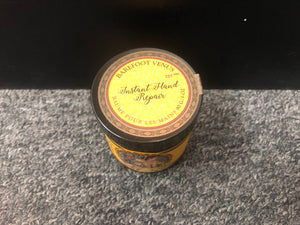 BAREFOOT VENUS
Instant Hand
Repair
BAUME POUR LES MAINS